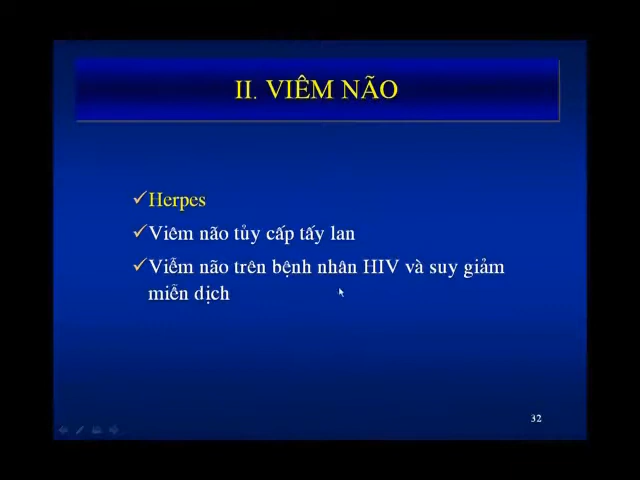 II. VIÊM NÃO
Herpes
Viêm não tủy cấp tấy lan
Viễm não trên bệnh nhân HIV và suy giảm
miễn dịch
32